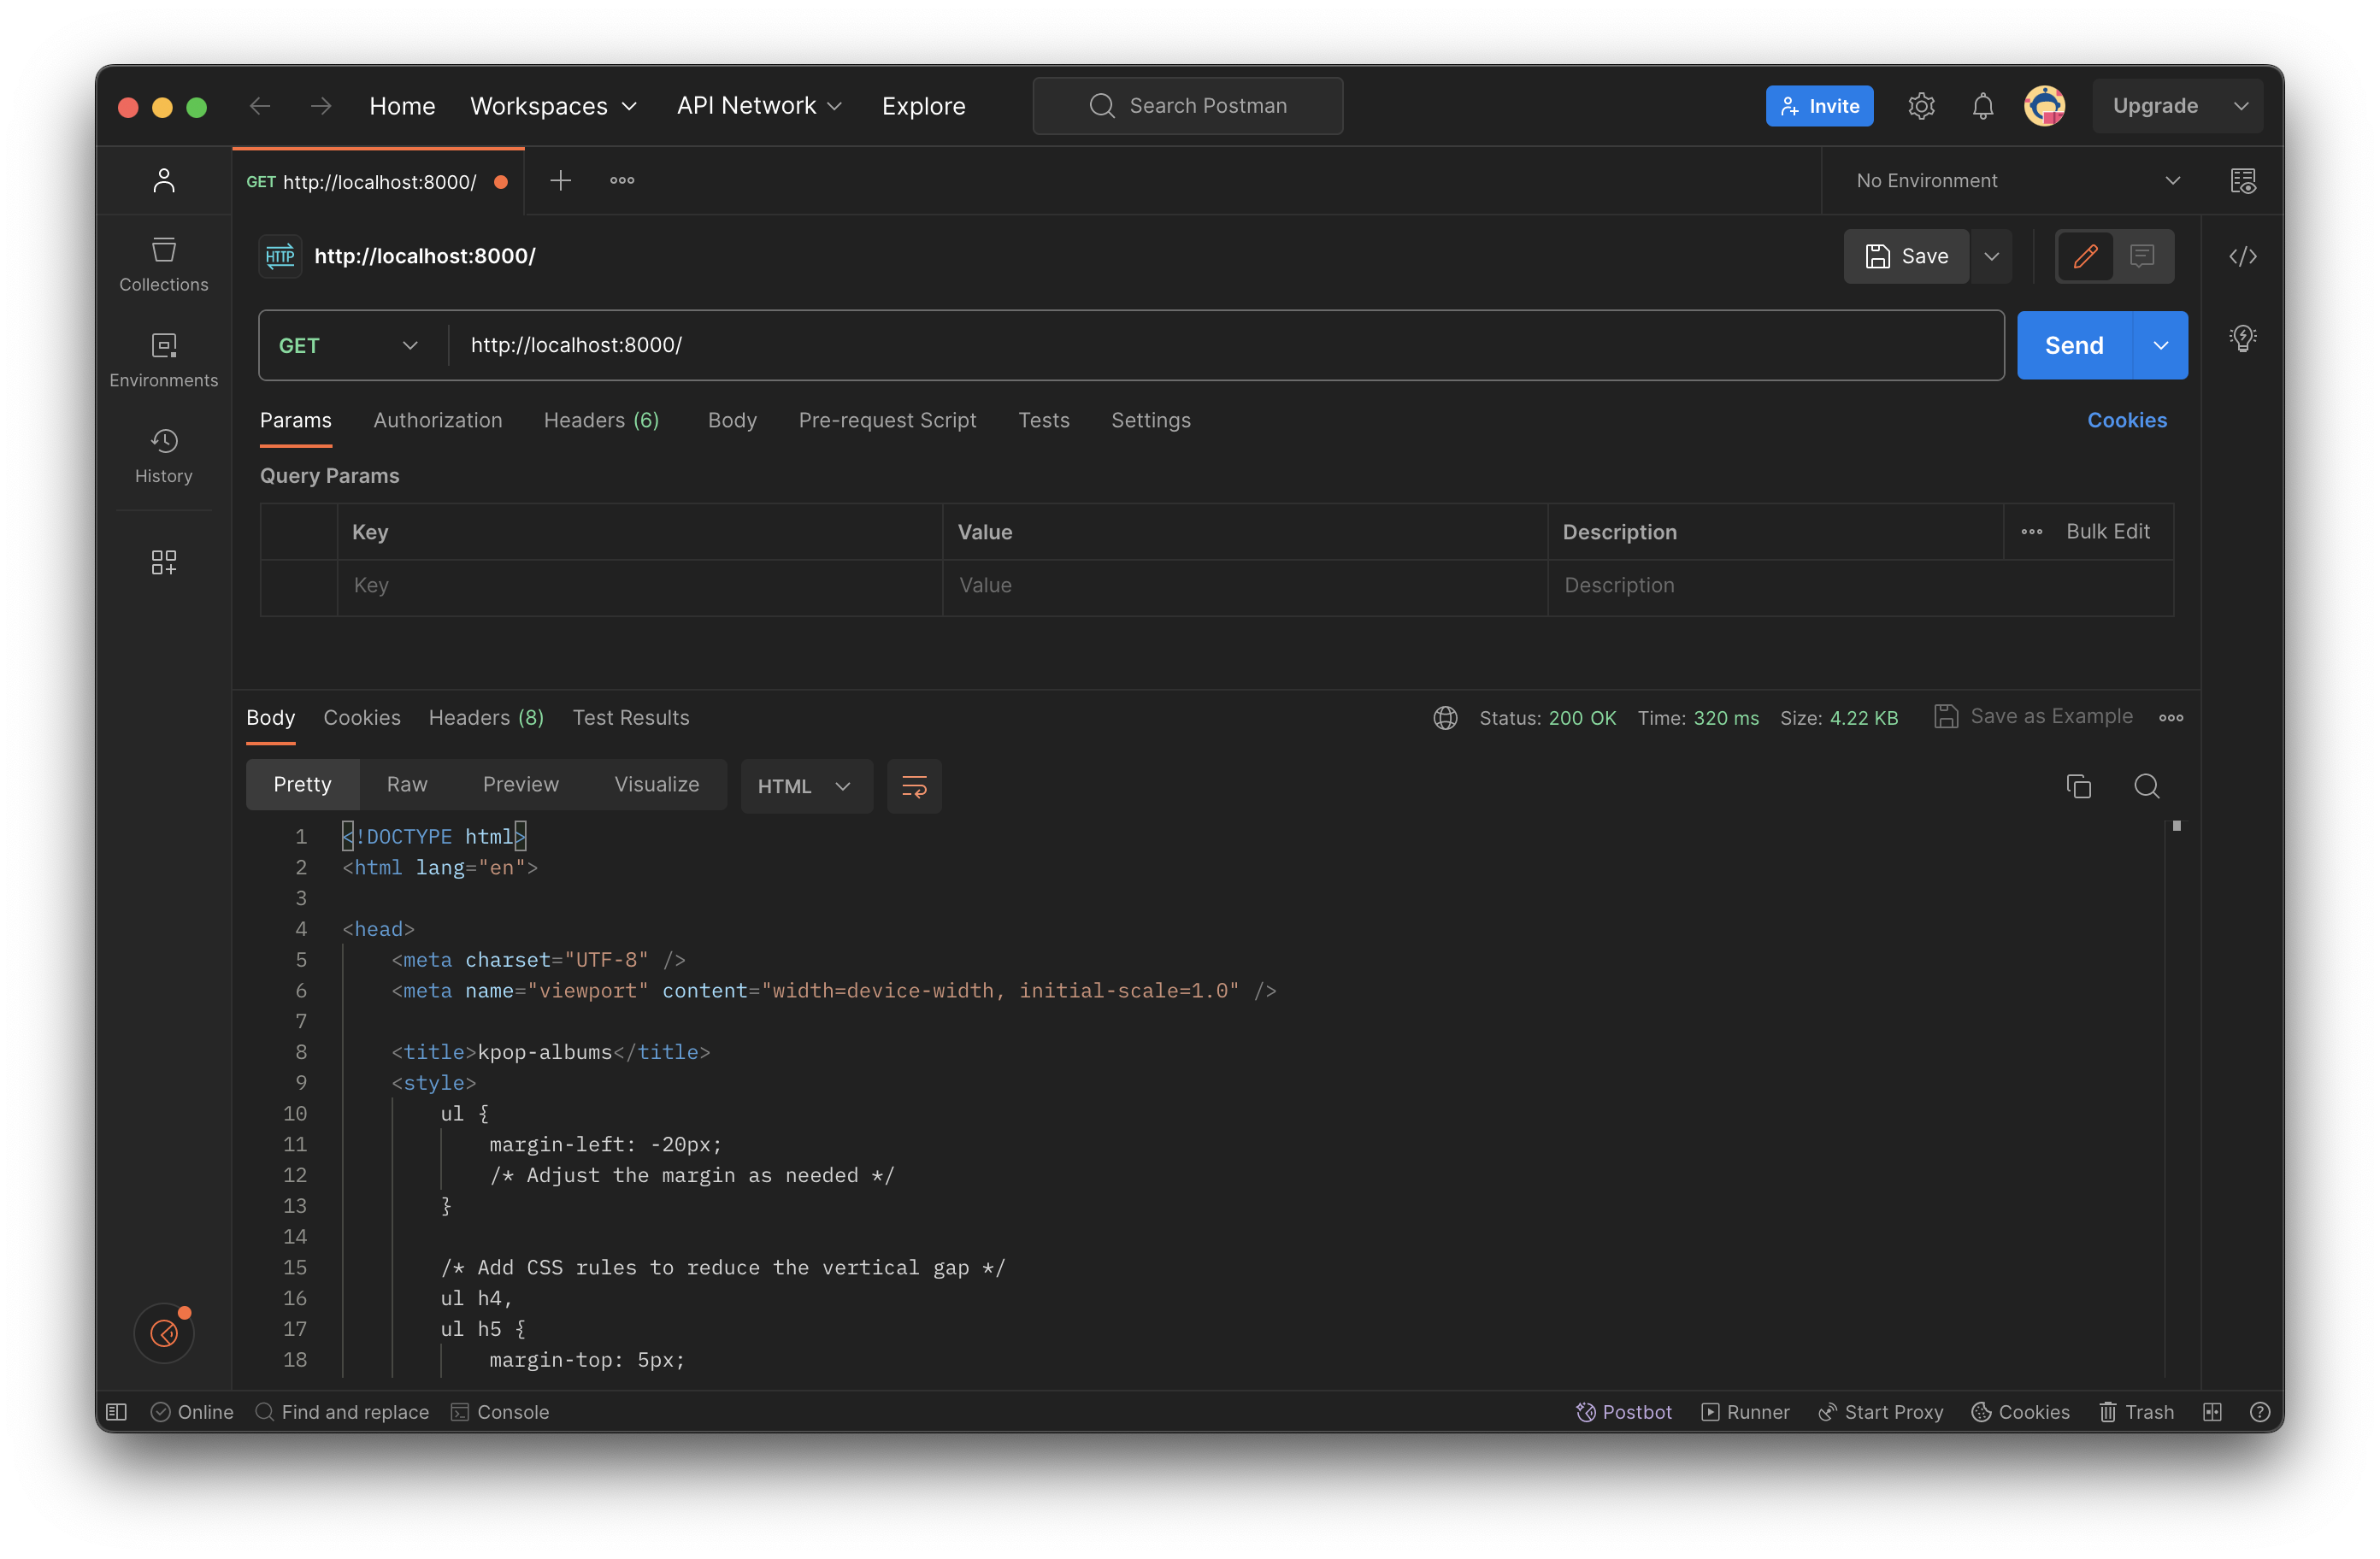 Home Workspaces API Network Explore Search Postman Invite Upgrade
GET http://localhost:8000/ No Environment
HTTP http://localhost:8000/ Save
Collections
Environments
History
GET http://localhost:8000/ Send
Params Authorization Headers (6) Body Pre-request Script Tests Settings Cookies
Query Params
Key Value Description Bulk Edit
Key Value Description
Body Cookies Headers (8) Test Results Status: 200 OK Time: 320 ms Size: 4.22 KB Save as Example
Pretty Raw Preview Visualize HTML
1 <!DOCTYPE html>
2 <html lang="en">
3
4 <head>
5 <meta charset="UTF-8" />
6 <meta name="viewport" content="width=device-width, initial-scale=1.0" />
7
8 <title>kpop-albums</title>
9 <style>
10 ul {
11 margin-left: -20px;
12 /* Adjust the margin as needed */
13 }
14
15 /* Add CSS rules to reduce the vertical gap */
16 ul h4,
17 ul h5 {
18 margin-top: 5px;
Online Find and replace Console Postbot Runner Start Proxy Cookies Trash